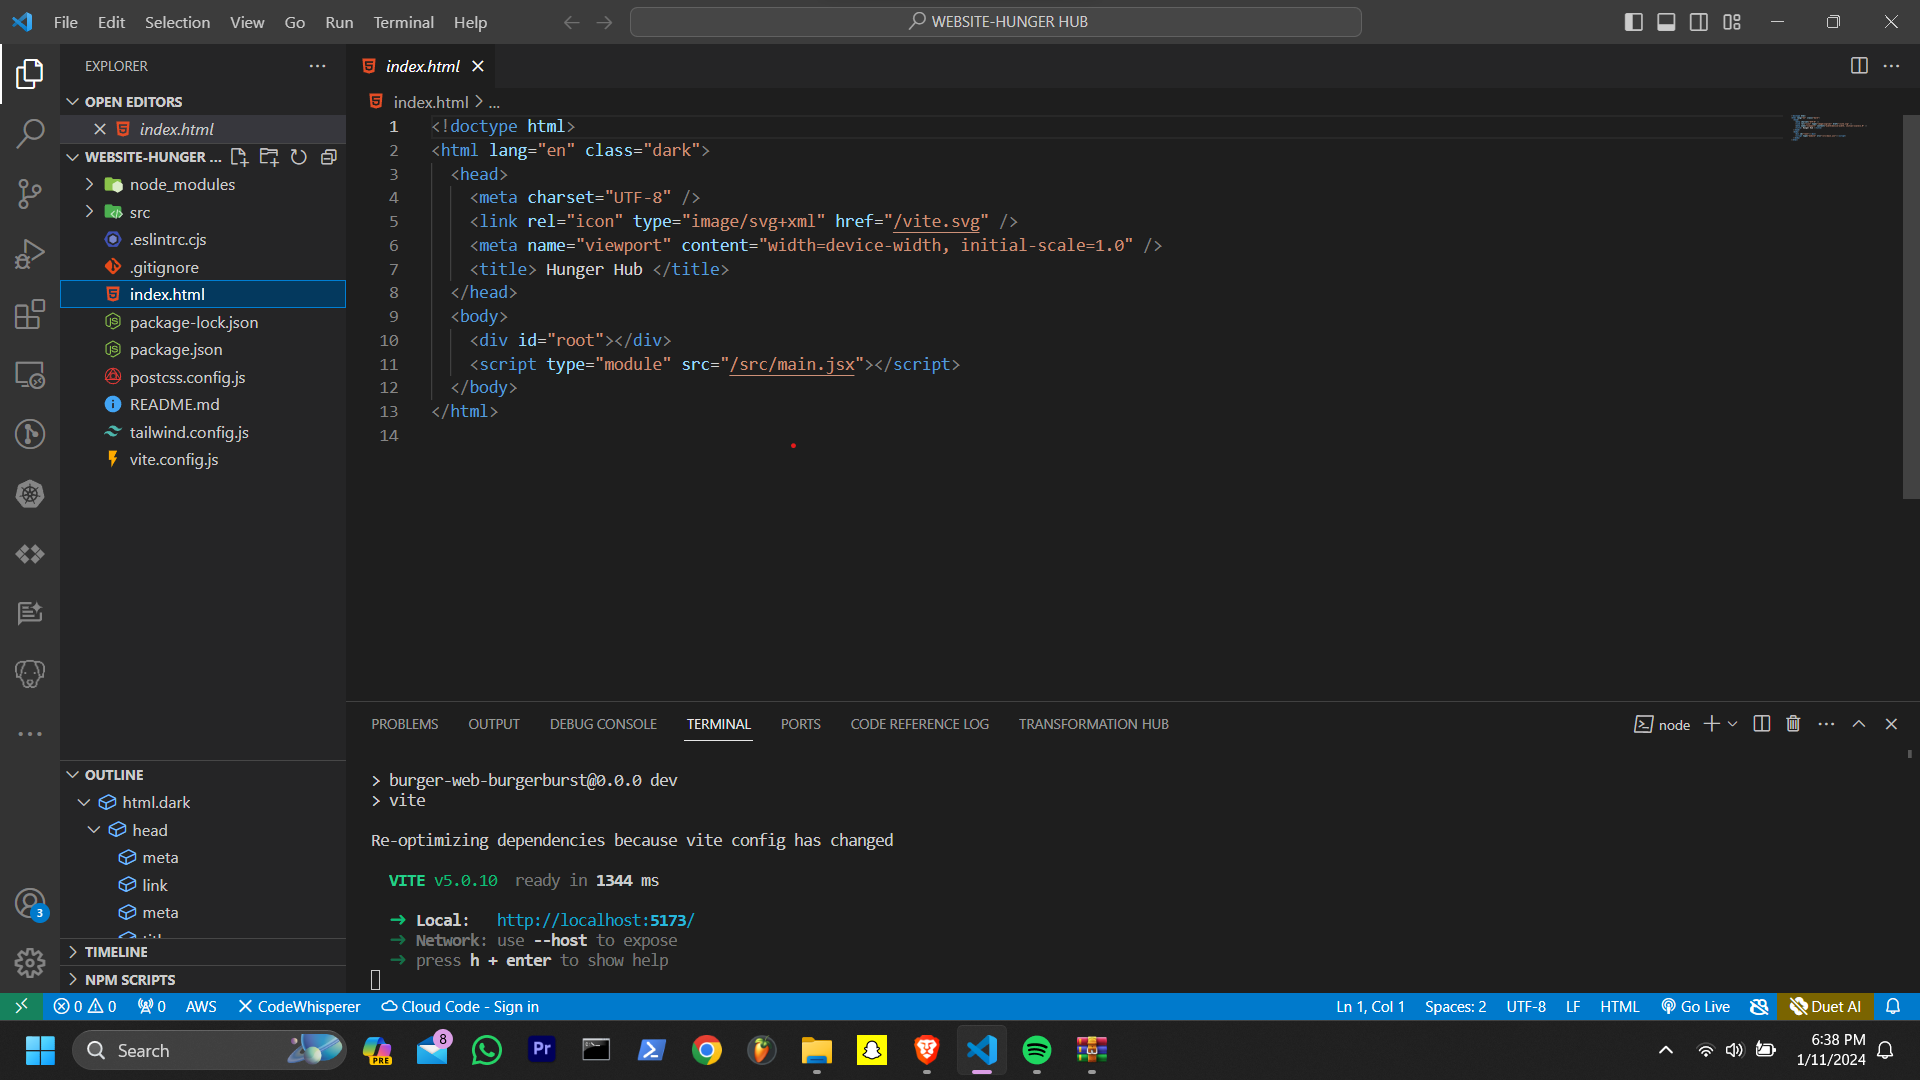 File Edit Selection View Go Run Terminal Help
WEBSITE-HUNGER HUB
EXPLORER
OPEN EDITORS
index.html
WEBSITE-HUNGER ...
node_modules
src
.eslintrc.cjs
.gitignore
index.html
package-lock.json
package.json
postcss.config.js
README.md
tailwind.config.js
vite.config.js
OUTLINE
html.dark
head
meta
link
meta
TIMELINE
NPM SCRIPTS
3
index.html
index.html > ...
1 <!doctype html>
2 <html lang="en" class="dark">
3 <head>
4 <meta charset="UTF-8" />
5 <link rel="icon" type="image/svg+xml" href="/vite.svg" />
6 <meta name="viewport" content="width=device-width, initial-scale=1.0" />
7 <title> Hunger Hub </title>
8 </head>
9 <body>
10 <div id="root"></div>
11 <script type="module" src="/src/main.jsx"></script>
12 </body>
13 </html>
14
PROBLEMS OUTPUT DEBUG CONSOLE TERMINAL PORTS CODE REFERENCE LOG TRANSFORMATION HUB
node
> burger-web-burgerburst@0.0.0 dev
> vite
Re-optimizing dependencies because vite config has changed
VITE v5.0.10 ready in 1344 ms
➜ Local: http://localhost:5173/
➜ Network: use --host to expose
➜ press h + enter to show help
0 0 0 AWS CodeWhisperer Cloud Code - Sign in
Ln 1, Col 1 Spaces: 2 UTF-8 LF HTML Go Live Duet AI
Search
PRE
8
Pr
6:38 PM
1/11/2024